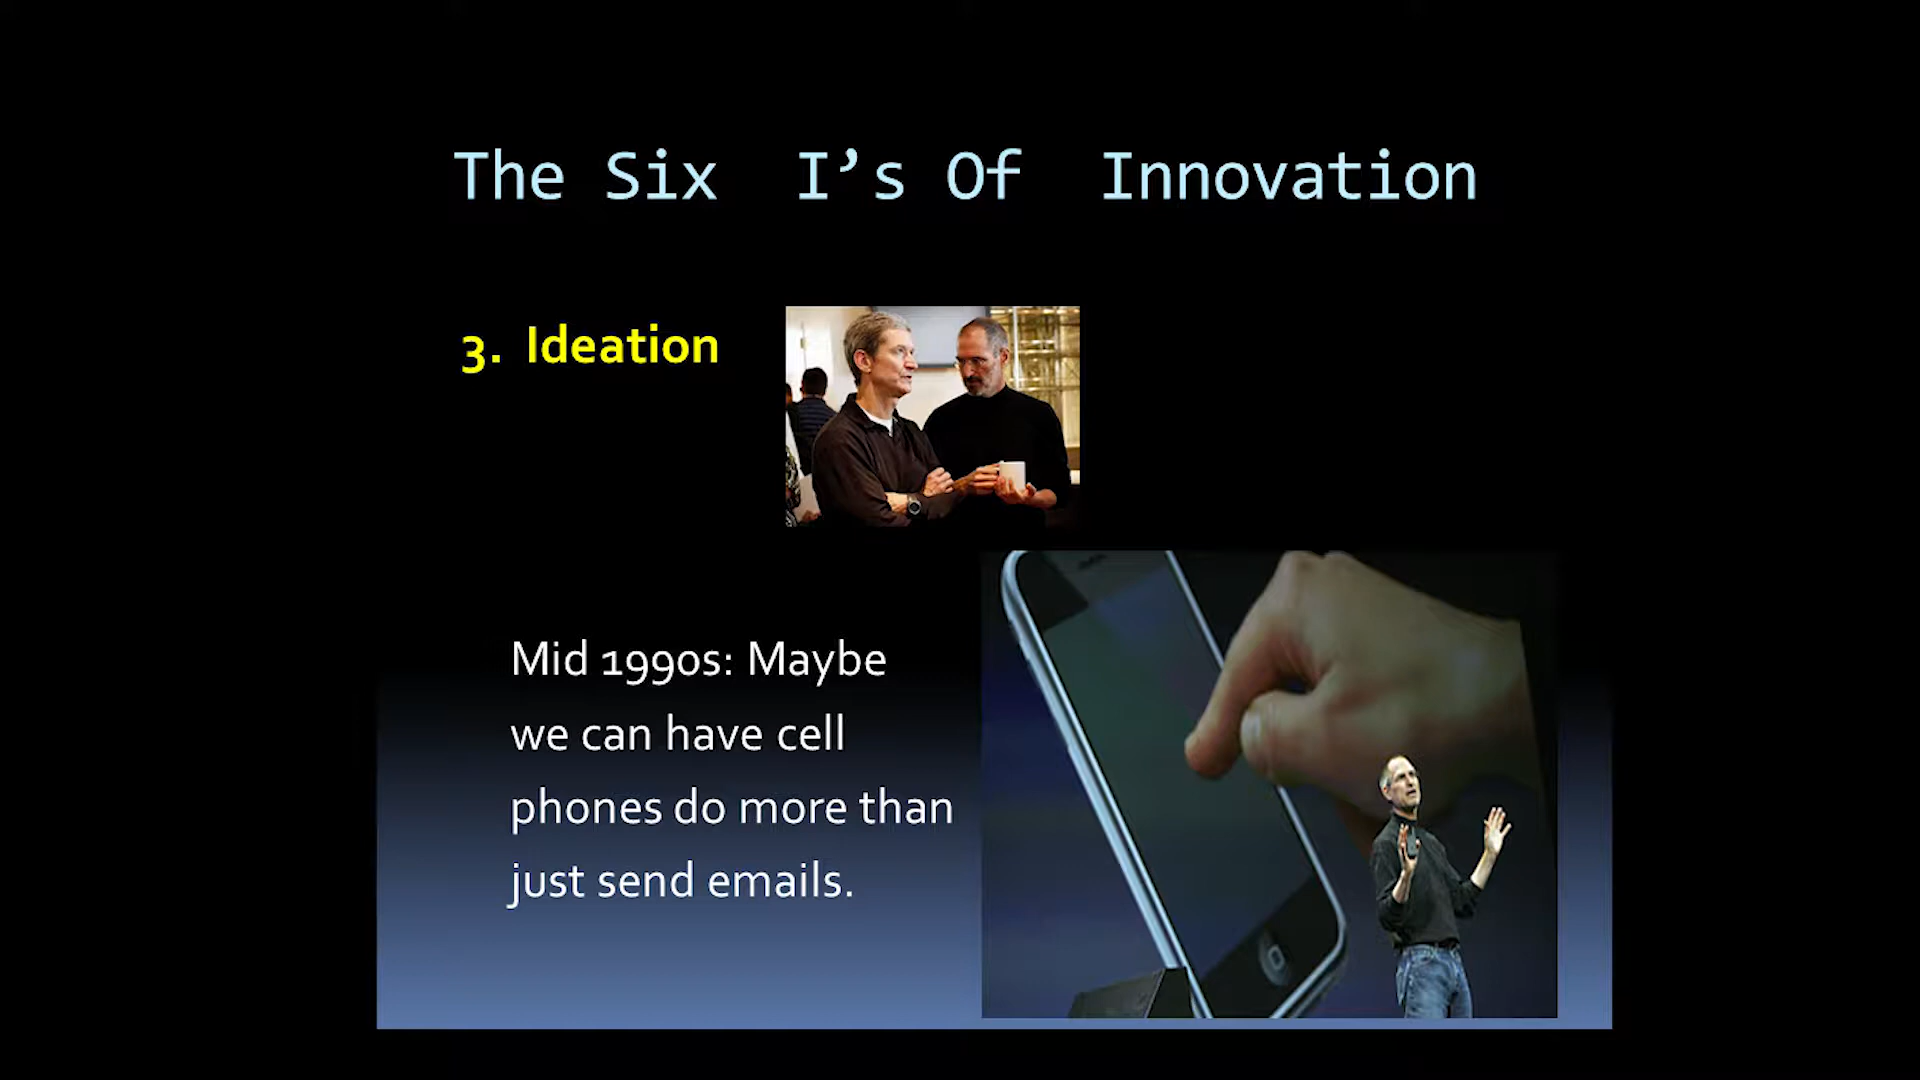 The Six I’s Of Innovation
3. Ideation
Mid 1990s: Maybe
we can have cell
phones do more than
just send emails.